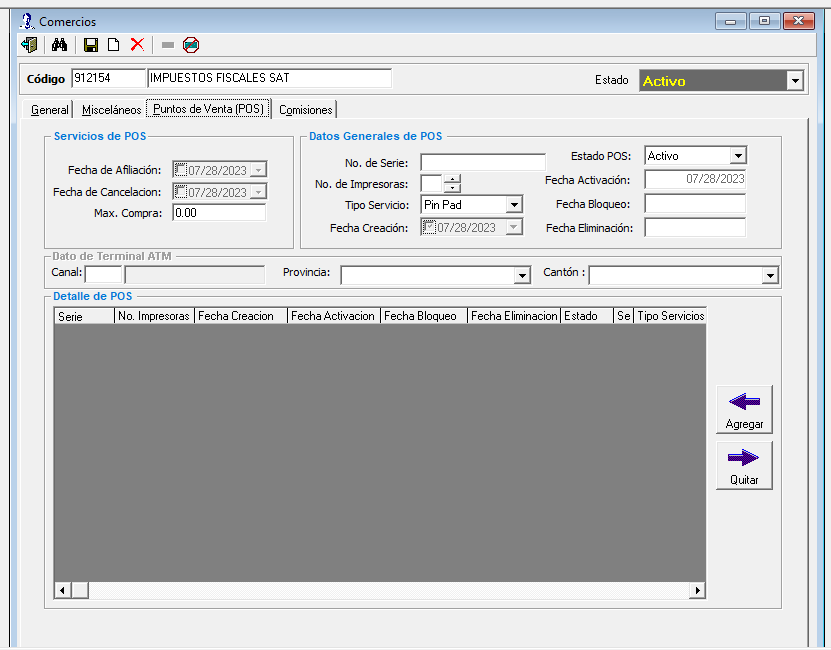 Comercios
Código 912154 IMPUESTOS FISCALES SAT Estado Activo
General Misceláneos Puntos de Venta (POS) Comisiones
Servicios de POS
Fecha de Afiliación: 07/28/2023
Fecha de Cancelacion: 07/28/2023
Max. Compra: 0.00
Datos Generales de POS
No. de Serie: Estado POS: Activo
No. de Impresoras: Fecha Activación: 07/28/2023
Tipo Servicio: Pin Pad Fecha Bloqueo:
Fecha Creación: 07/28/2023 Fecha Eliminación:
Dato de Terminal ATM
Canal: Provincia: Cantón :
Detalle de POS
Serie No. Impresoras Fecha Creacion Fecha Activacion Fecha Bloqueo Fecha Eliminacion Estado Se Tipo Servicios
Agregar
Quitar